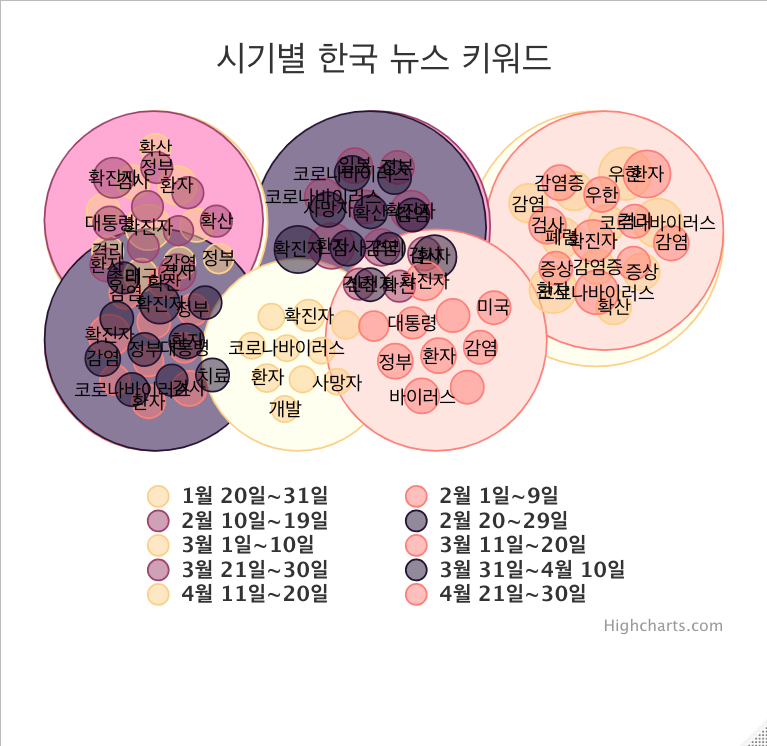 시기별 한국 뉴스 키워드
확산
정부
확진자
검사
환자
대통령
확진자
확산
격리
정부
환자
감염
대구
감염
확진자
정부
확진자
감염
정부
대통령
치료
코로나바이러스
검사
환자
일본
정부
코로나바이러스
코로나바이러스
사망자
확산
확진자
감염
확진자
검사
감염
확산
확진자
확진자
대통령
미국
코로나바이러스
정부
환자
감염
환자
사망자
바이러스
개발
우한
환자
감염증
우한
감염
검사
격리
코로나바이러스
폐렴
확진자
감염
증상
감염증
증상
환자
코로나바이러스
확산
1월 20일~31일
2월 1일~9일
2월 10일~19일
2월 20~29일
3월 1일~10일
3월 11일~20일
3월 21일~30일
3월 31일~4월 10일
4월 11일~20일
4월 21일~30일
Highcharts.com